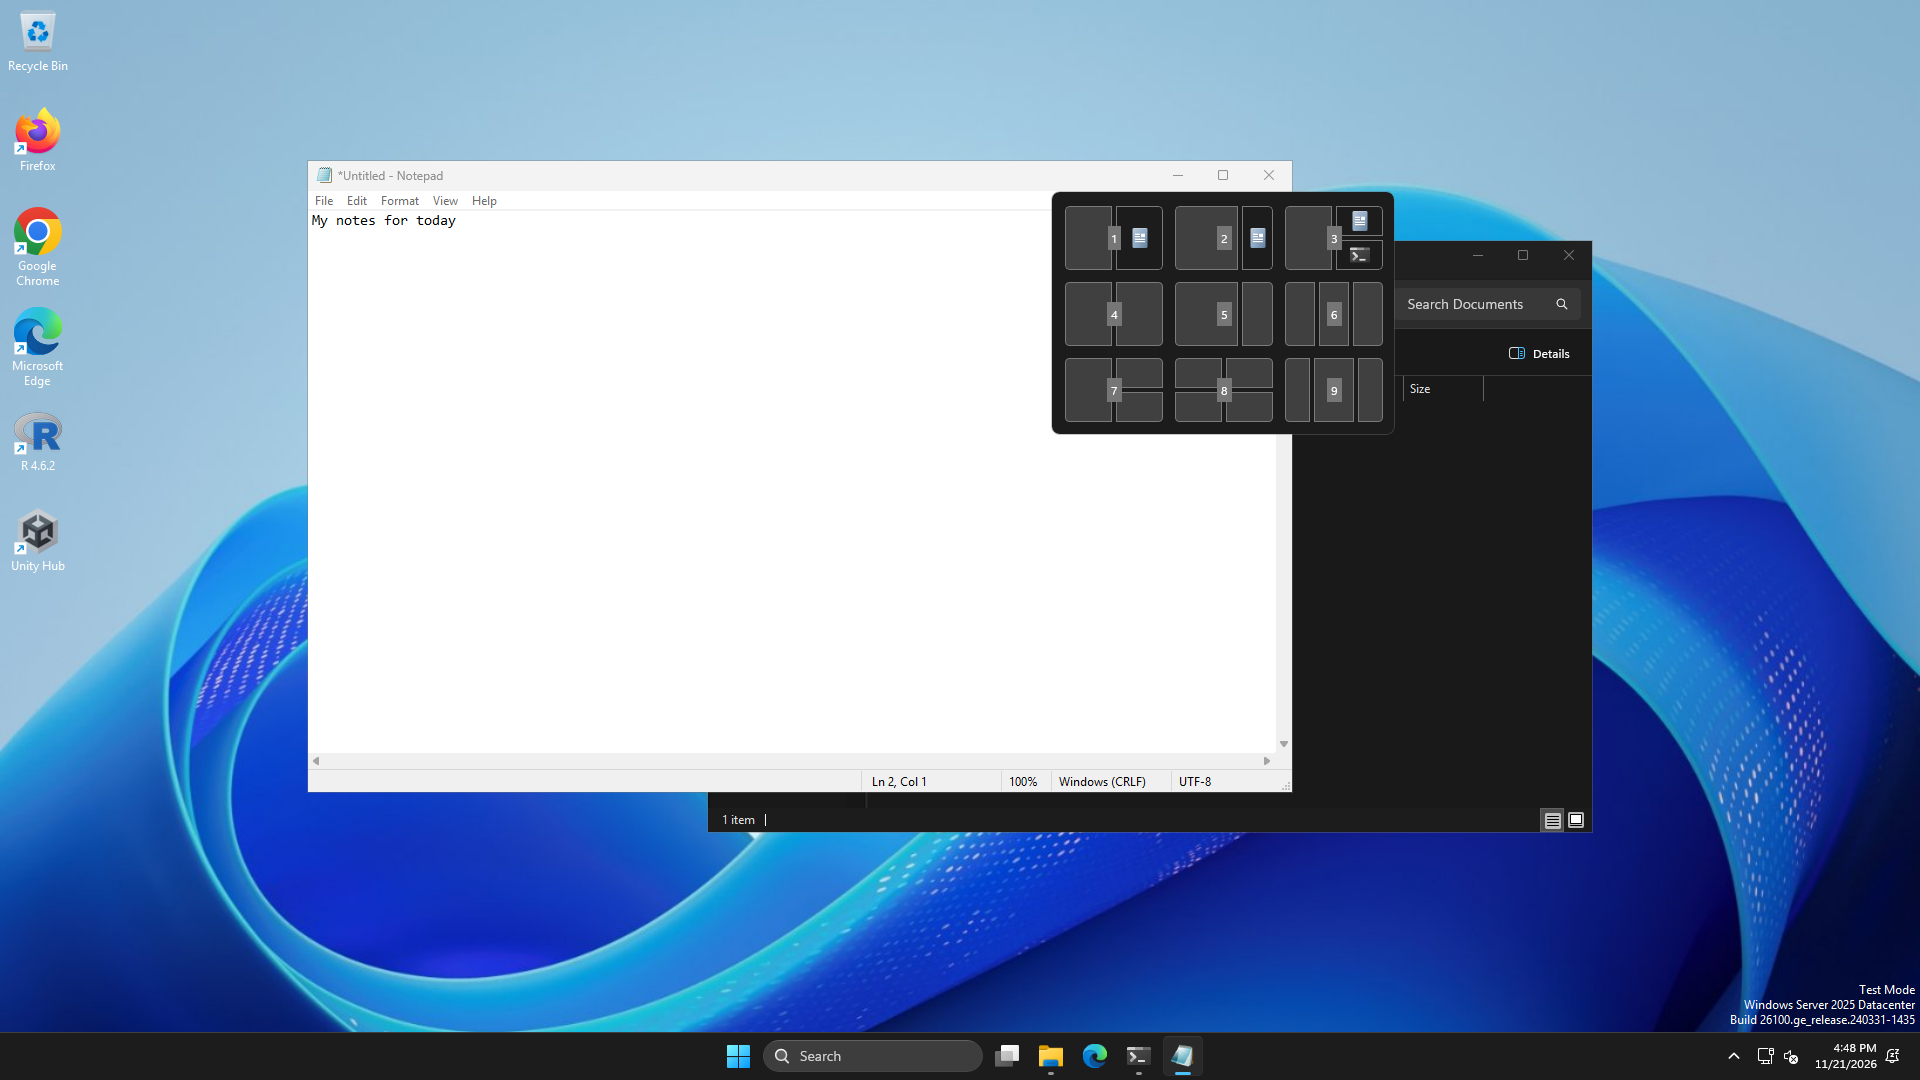 Recycle Bin
Firefox
Google
Chrome
Microsoft
Edge
R 4.6.2
Unity Hub
*Untitled - Notepad
File Edit Format View Help
My notes for today
1 2 3
4 5 6
7 8 9
Search Documents
Details
Size
Ln 2, Col 1 100% Windows (CRLF) UTF-8
1 item
Test Mode
Windows Server 2025 Datacenter
Build 26100.ge_release.240331-1435
Search
4:48 PM
11/21/2026